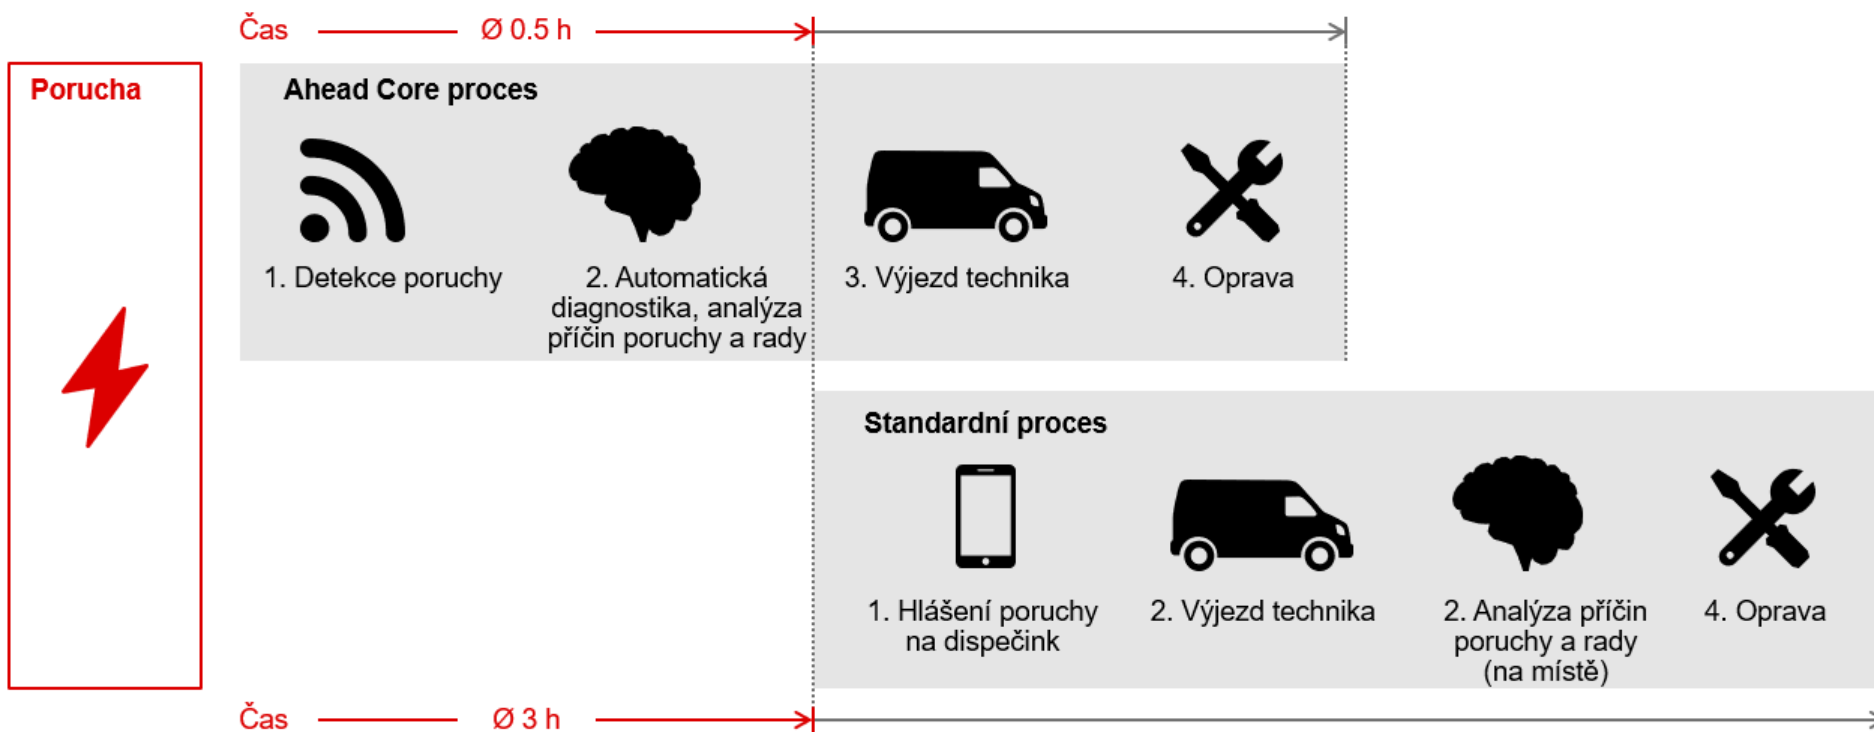 Čas
Ø 0.5 h
Porucha
Ahead Core proces
1. Detekce poruchy
2. Automatická
diagnostika, analýza
příčin poruchy a rady
3. Výjezd technika
4. Oprava
Standardní proces
1. Hlášení poruchy
na dispečink
2. Výjezd technika
2. Analýza příčin
poruchy a rady
(na místě)
4. Oprava
Čas
Ø 3 h